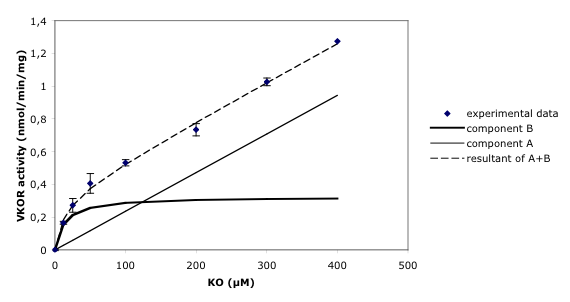 1,4
1,2
1
0,8
0,6
0,4
0,2
0
0 100 200 300 400 500
VKOR activity (nmol/min/mg)
KO (µM)
experimental data
component B
component A
resultant of A+B